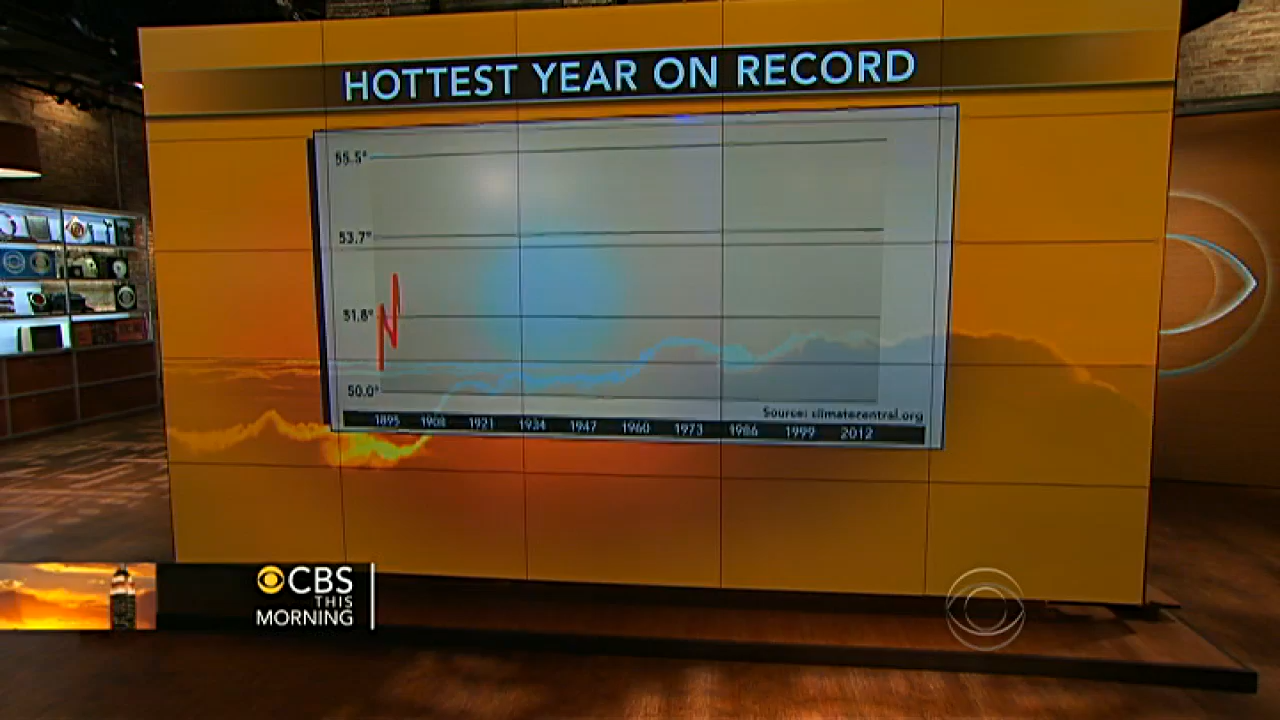 HOTTEST YEAR ON RECORD
55.5°
53.7°
51.8°
50.0°
Source: climatecentral.org
1895 1908 1921 1934 1947 1960 1973 1986 1999 2012
CBS
THIS
MORNING